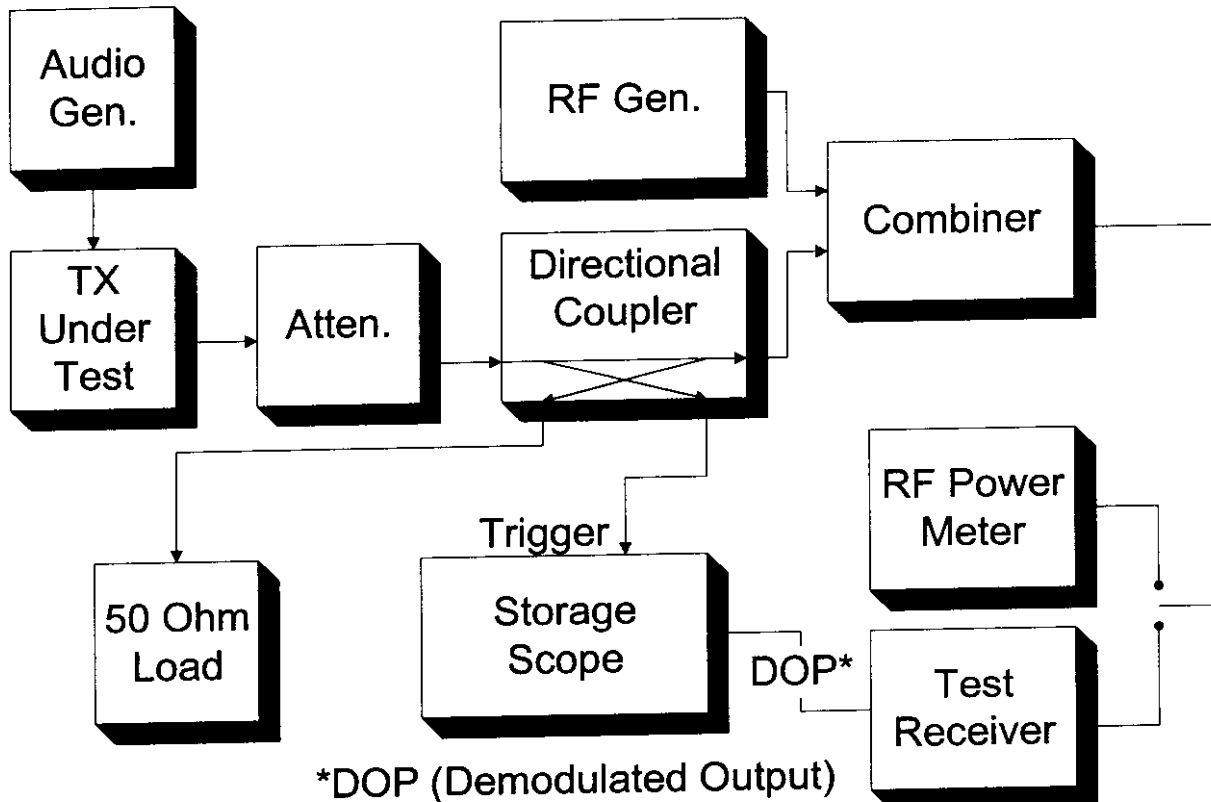 Audio
Gen.
RF Gen.
Combiner
TX
Under
Test
Atten.
Directional
Coupler
RF Power
Meter
Trigger
50 Ohm
Load
Storage
Scope
DOP*
Test
Receiver
*DOP (Demodulated Output)